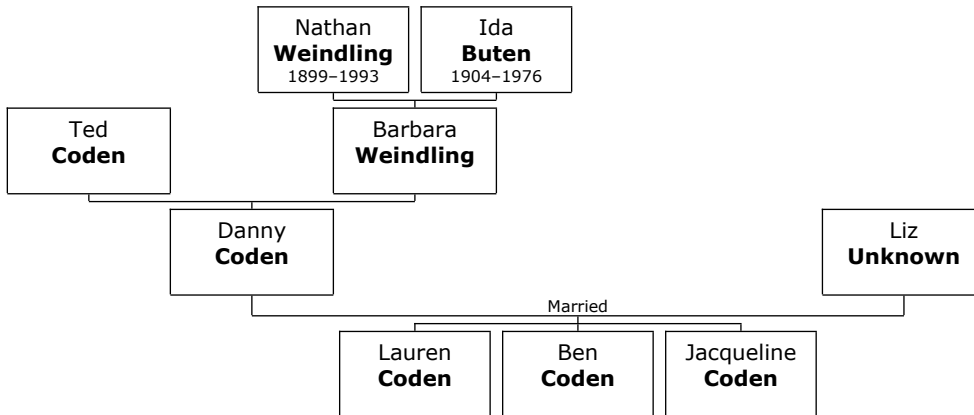 Nathan
Weindling
1899–1993
Ida
Buten
1904–1976
Ted
Coden
Barbara
Weindling
Danny
Coden
Liz
Unknown
Married
Lauren
Coden
Ben
Coden
Jacqueline
Coden